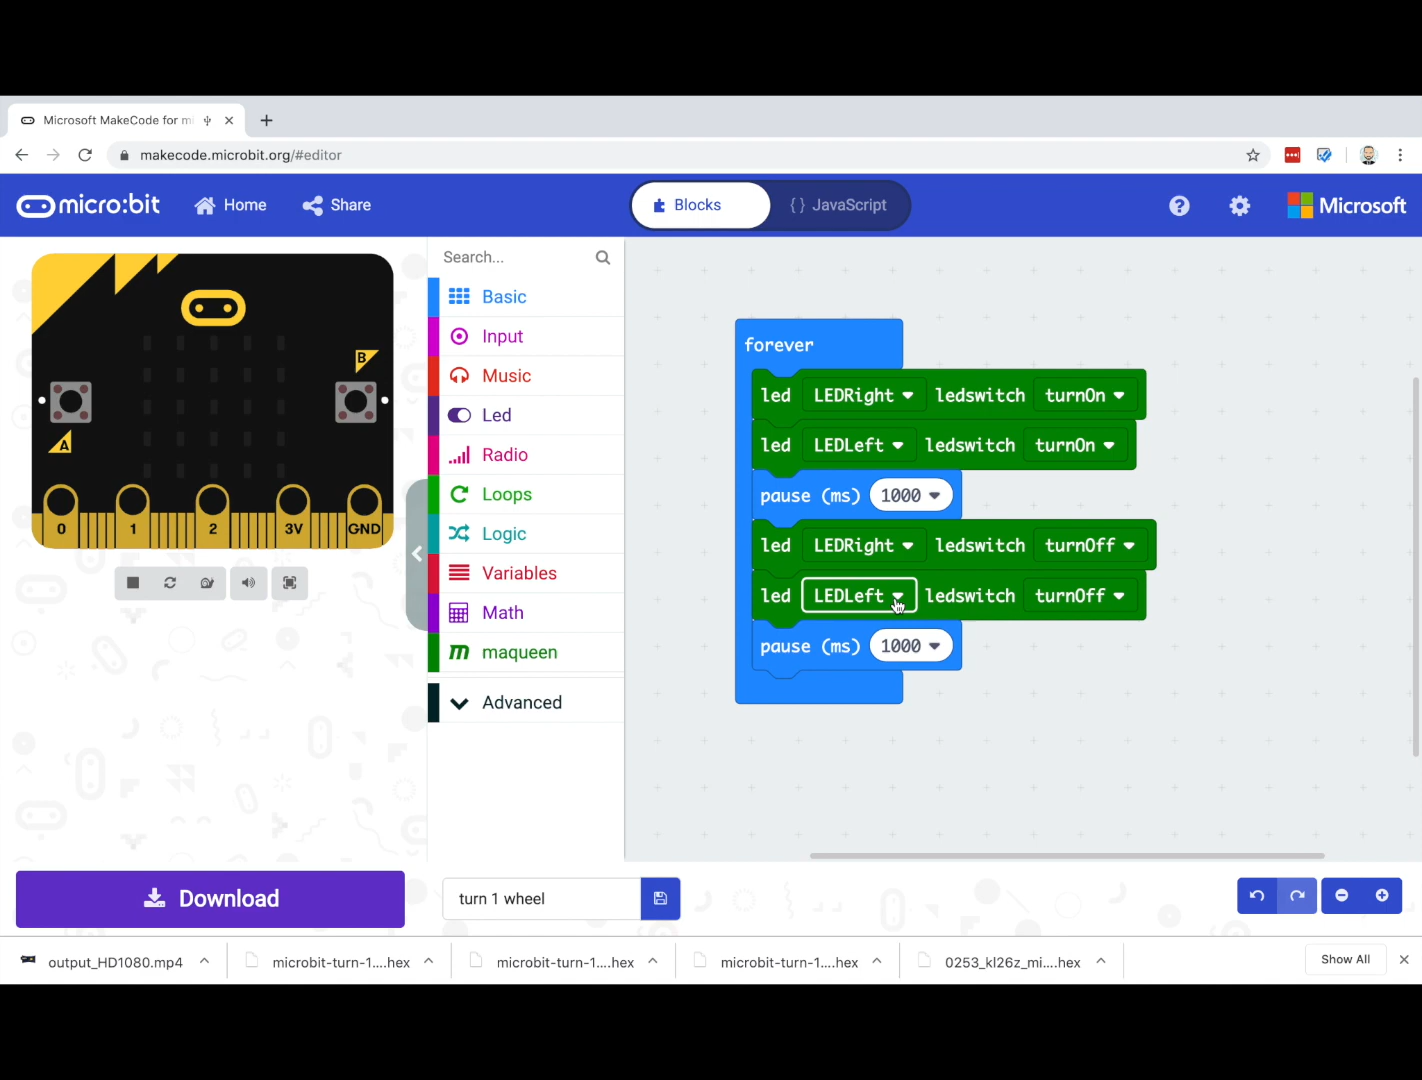 Microsoft MakeCode for mi
makecode.microbit.org/#editor
micro:bit
Home
Share
Blocks
{ } JavaScript
?
Microsoft
Search...
Basic
Input
Music
Led
Radio
Loops
Logic
Variables
Math
maqueen
Advanced
B
A
0
1
2
3V
GND
forever
led LEDRight ledswitch turnOn
led LEDLeft ledswitch turnOn
pause (ms) 1000
led LEDRight ledswitch turnOff
led LEDLeft ledswitch turnOff
pause (ms) 1000
Download
turn 1 wheel
output_HD1080.mp4
microbit-turn-1....hex
microbit-turn-1....hex
microbit-turn-1....hex
0253_kl26z_mi....hex
Show All